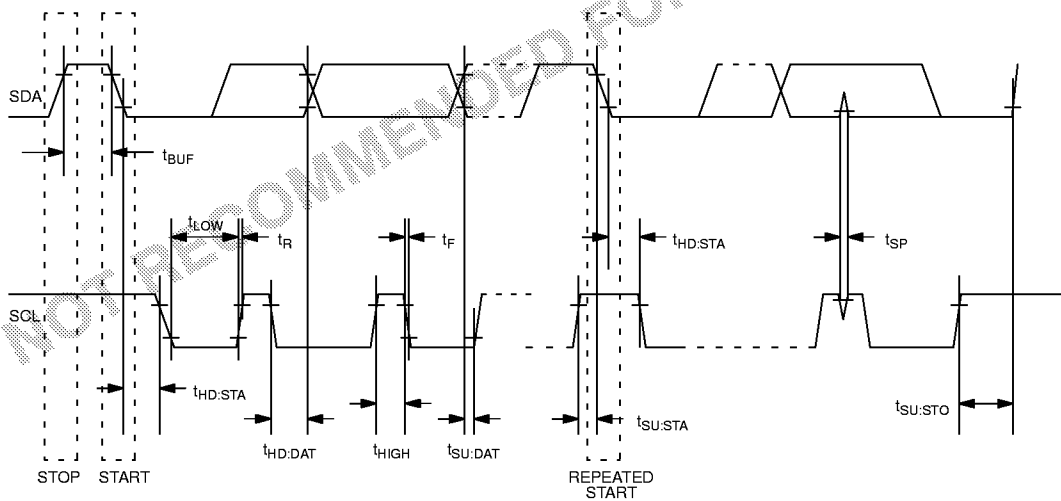 NOT RECOMMENDED FOR
SDA
tBUF
tLOW
tR
tF
tHD:STA
tSP
SCL
tHD:STA
tHD:DAT
tHIGH
tSU:DAT
tSU:STA
tSU:STO
STOP
START
REPEATED
START